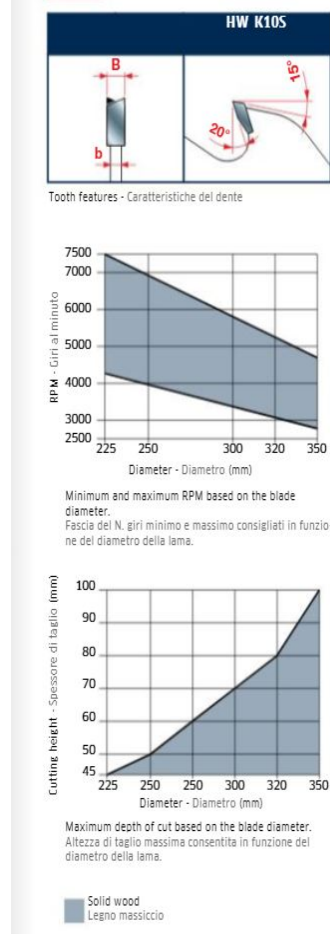 HW K10S
B
b
15°
20°
Tooth features - Caratteristiche del dente
RPM - Giri al minuto
7500
7000
6000
5000
4000
3000
2500
225 250 300 320 350
Diameter - Diametro (mm)
Minimum and maximum RPM based on the blade
diameter.
Fascia del N. giri minimo e massimo consigliati in funzio
ne del diametro della lama.
Cutting height - Spessore di taglio (mm)
100
90
80
70
60
50
45
225 250 250 300 320 350
Diameter - Diametro (mm)
Maximum depth of cut based on the blade diameter.
Altezza di taglio massima consentita in funzione del
diametro della lama.
Solid wood
Legno massiccio